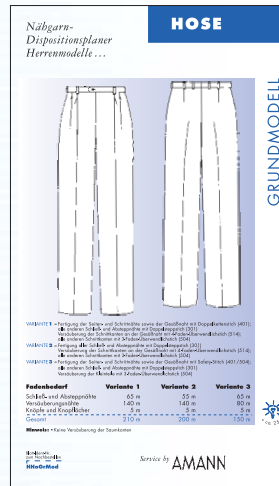 Nähgarn-
Dispositionsplaner
Herrenmodelle ...
HOSE
GRUNDMODELL
VARIANTE 1 = Fertigung der Seiten- und Schrittnähte sowie der Gesäßnaht mit Doppelkettenstich (401);
alle anderen Schließ- und Absteppnähte mit Doppelsteppstich (301)
Versäuberung der Schnittkanten an der Gesäßnaht mit 4-Faden-Überwendlichstich (514);
alle anderen Schnittkanten mit 3-Faden-Überwendlichstich (504)
VARIANTE 2 = Fertigung aller Schließ- und Absteppnähte mit Doppelsteppstich (301)
Versäuberung der Schnittkanten an der Gesäßnaht mit 4-Faden-Überwendlichstich (514);
alle anderen Schnittkanten mit 3-Faden-Überwendlichstich (504)
VARIANTE 3 = Fertigung der Seiten- und Schrittnähte sowie der Gesäßnaht mit Safety-Stich (401/504);
alle anderen Schließ- und Absteppnähte mit Doppelsteppstich (301)
Versäuberung der Kleinteile mit 3-Faden-Überwendlichstich (504)
Fadenbedarf Variante 1 Variante 2 Variante 3
Schließ- und Absteppnähte 65 m 55 m 65 m
Versäuberungsnähte 140 m 140 m 80 m
Knöpfe und Knopflöcher 5 m 5 m 5 m
Gesamt 210 m 200 m 150 m
Hinweis: • Keine Versäuberung der Saumkanten
Service by AMANN